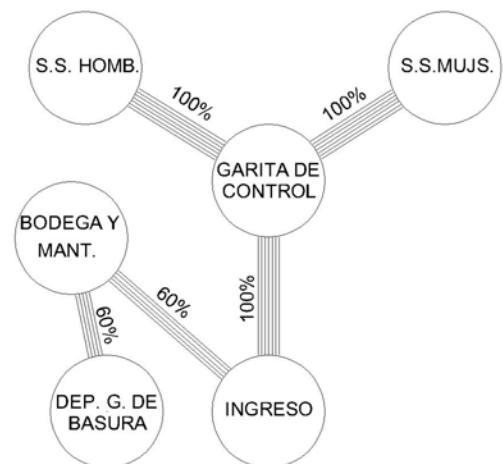 S.S. HOMB.
S.S.MUJS.
100%
100%
GARITA DE
CONTROL
BODEGA Y
MANT.
100%
60%
60%
DEP. G. DE
BASURA
INGRESO